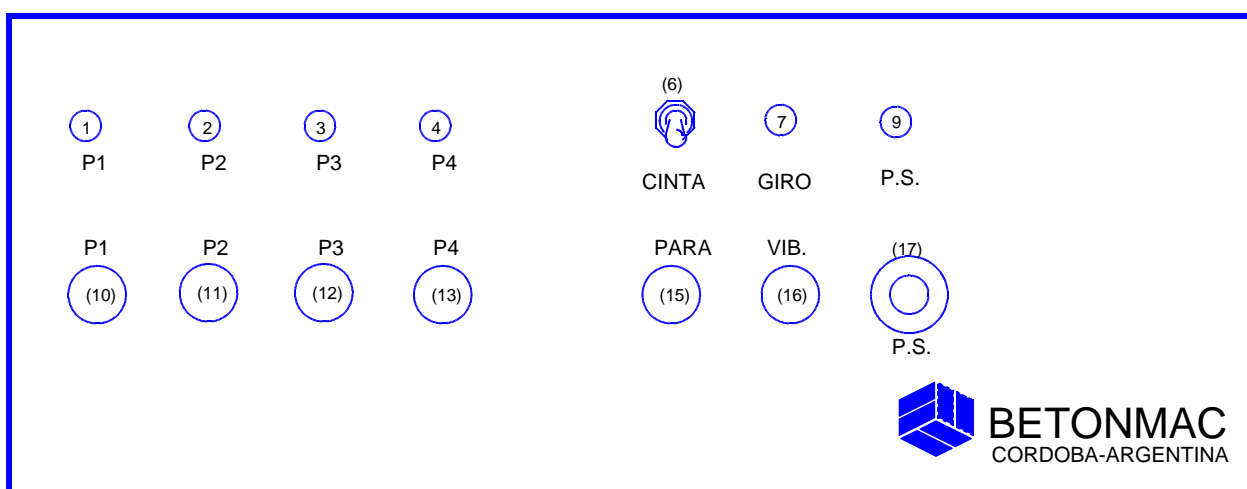 (6)
1 2 3 4 7 9
P1 P2 P3 P4
CINTA GIRO P.S.
P1 P2 P3 P4 PARA VIB. (17)
(10) (11) (12) (13) (15) (16)
P.S.
BETONMAC
CORDOBA-ARGENTINA